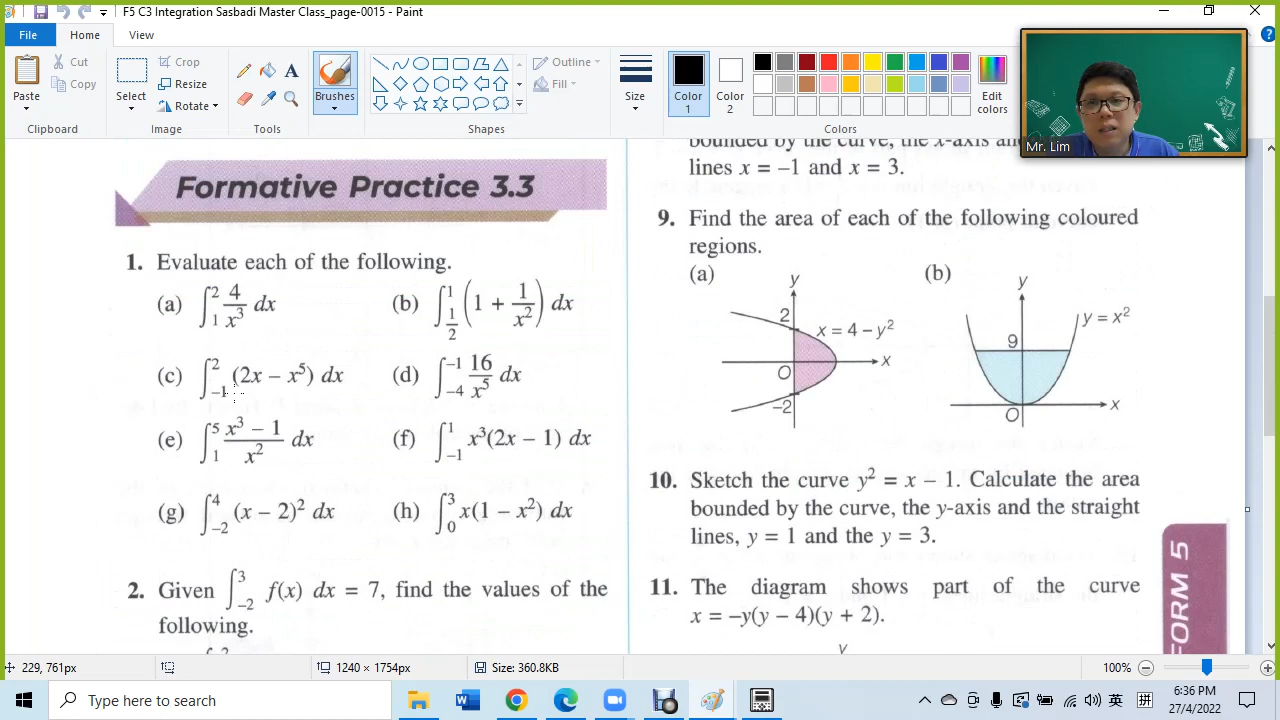 F5 C3 Integration Sasbadi Master Class_page-0015 - Paint
File Home View
Paste
Cut
Copy
Clipboard
Select
Crop
Resize
Rotate
Image
Tools
Brushes
Shapes
Outline
Fill
Size
Color 1
Color 2
Edit colors
Colors
Mr. Lim
Formative Practice 3.3
1. Evaluate each of the following.
(a) ∫₁² 4/x³ dx (b) ∫_{1/2}^{1} (1 + 1/x²) dx
(c) ∫₋₁² (2x – x⁵) dx (d) ∫₋₄⁻¹ 16/x⁵ dx
(e) ∫₁⁵ (x³ – 1)/x² dx (f) ∫₋₁¹ x³(2x – 1) dx
(g) ∫₋₂⁴ (x – 2)² dx (h) ∫₀³ x(1 – x²) dx
2. Given ∫₋₂³ f(x) dx = 7, find the values of the
following.
bounded by the curve, the x-axis and
lines x = –1 and x = 3.
9. Find the area of each of the following coloured
regions.
(a) (b)
y
2
x = 4 – y²
O
x
–2
y
y = x²
9
O
x
10. Sketch the curve y² = x – 1. Calculate the area
bounded by the curve, the y-axis and the straight
lines, y = 1 and the y = 3.
11. The diagram shows part of the curve
x = –y(y – 4)(y + 2).
y
FORM 5
229, 761px
1240 × 1754px
Size: 360.8KB
100%
Type here to search
英
拼
6:36 PM
27/4/2022